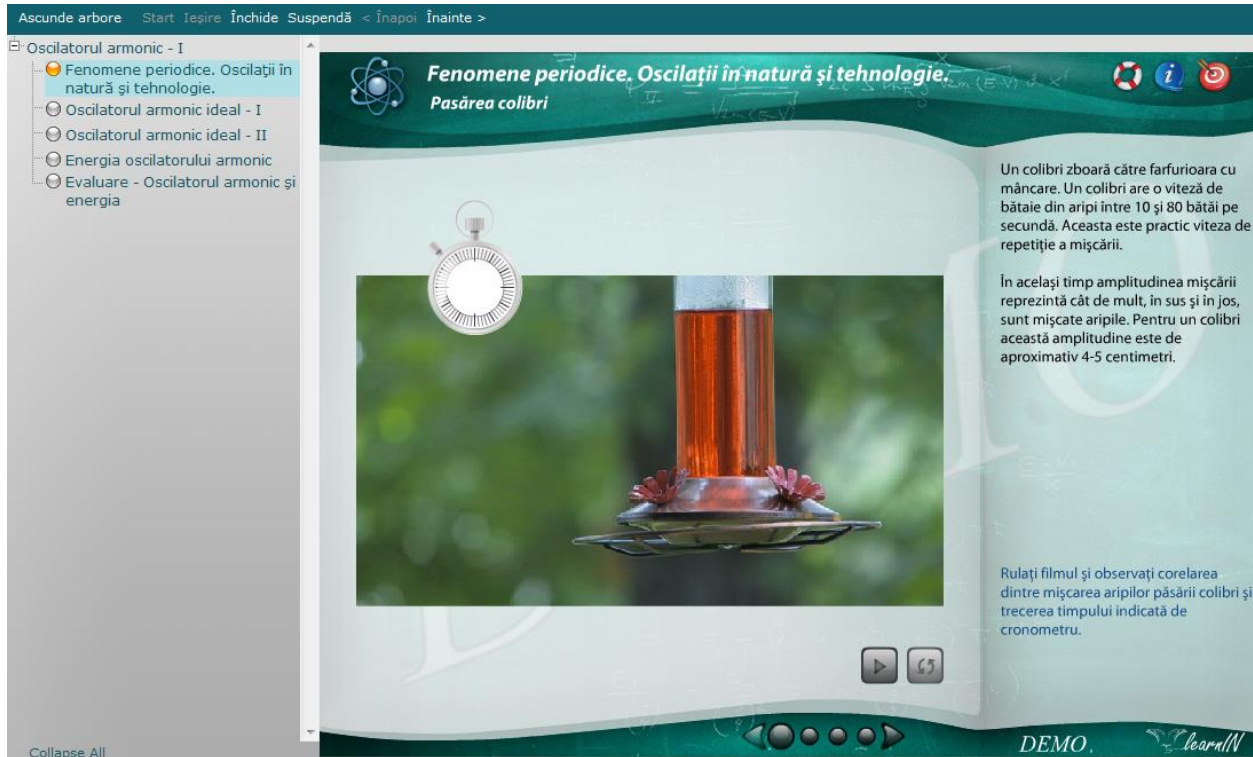 Ascunde arbore Start Ieșire Închide Suspendă < Înapoi Înainte >
Oscilatorul armonic - I
Fenomene periodice. Oscilații în
natură și tehnologie.
Oscilatorul armonic ideal - I
Oscilatorul armonic ideal - II
Energia oscilatorului armonic
Evaluare - Oscilatorul armonic și
energia
Collapse All
Fenomene periodice. Oscilații în natură și tehnologie.
Pasărea colibri
Un colibri zboară către farfurioara cu
mâncare. Un colibri are o viteză de
bătaie din aripi între 10 și 80 bătăi pe
secundă. Aceasta este practic viteza de
repetiție a mișcării.
În același timp amplitudinea mișcării
reprezintă cât de mult, în sus și în jos,
sunt mișcate aripile. Pentru un colibri
această amplitudine este de
aproximativ 4-5 centimetri.
Rulați filmul și observați corelarea
dintre mișcarea aripilor păsării colibri și
trecerea timpului indicată de
cronometru.
DEMO.
learnIN